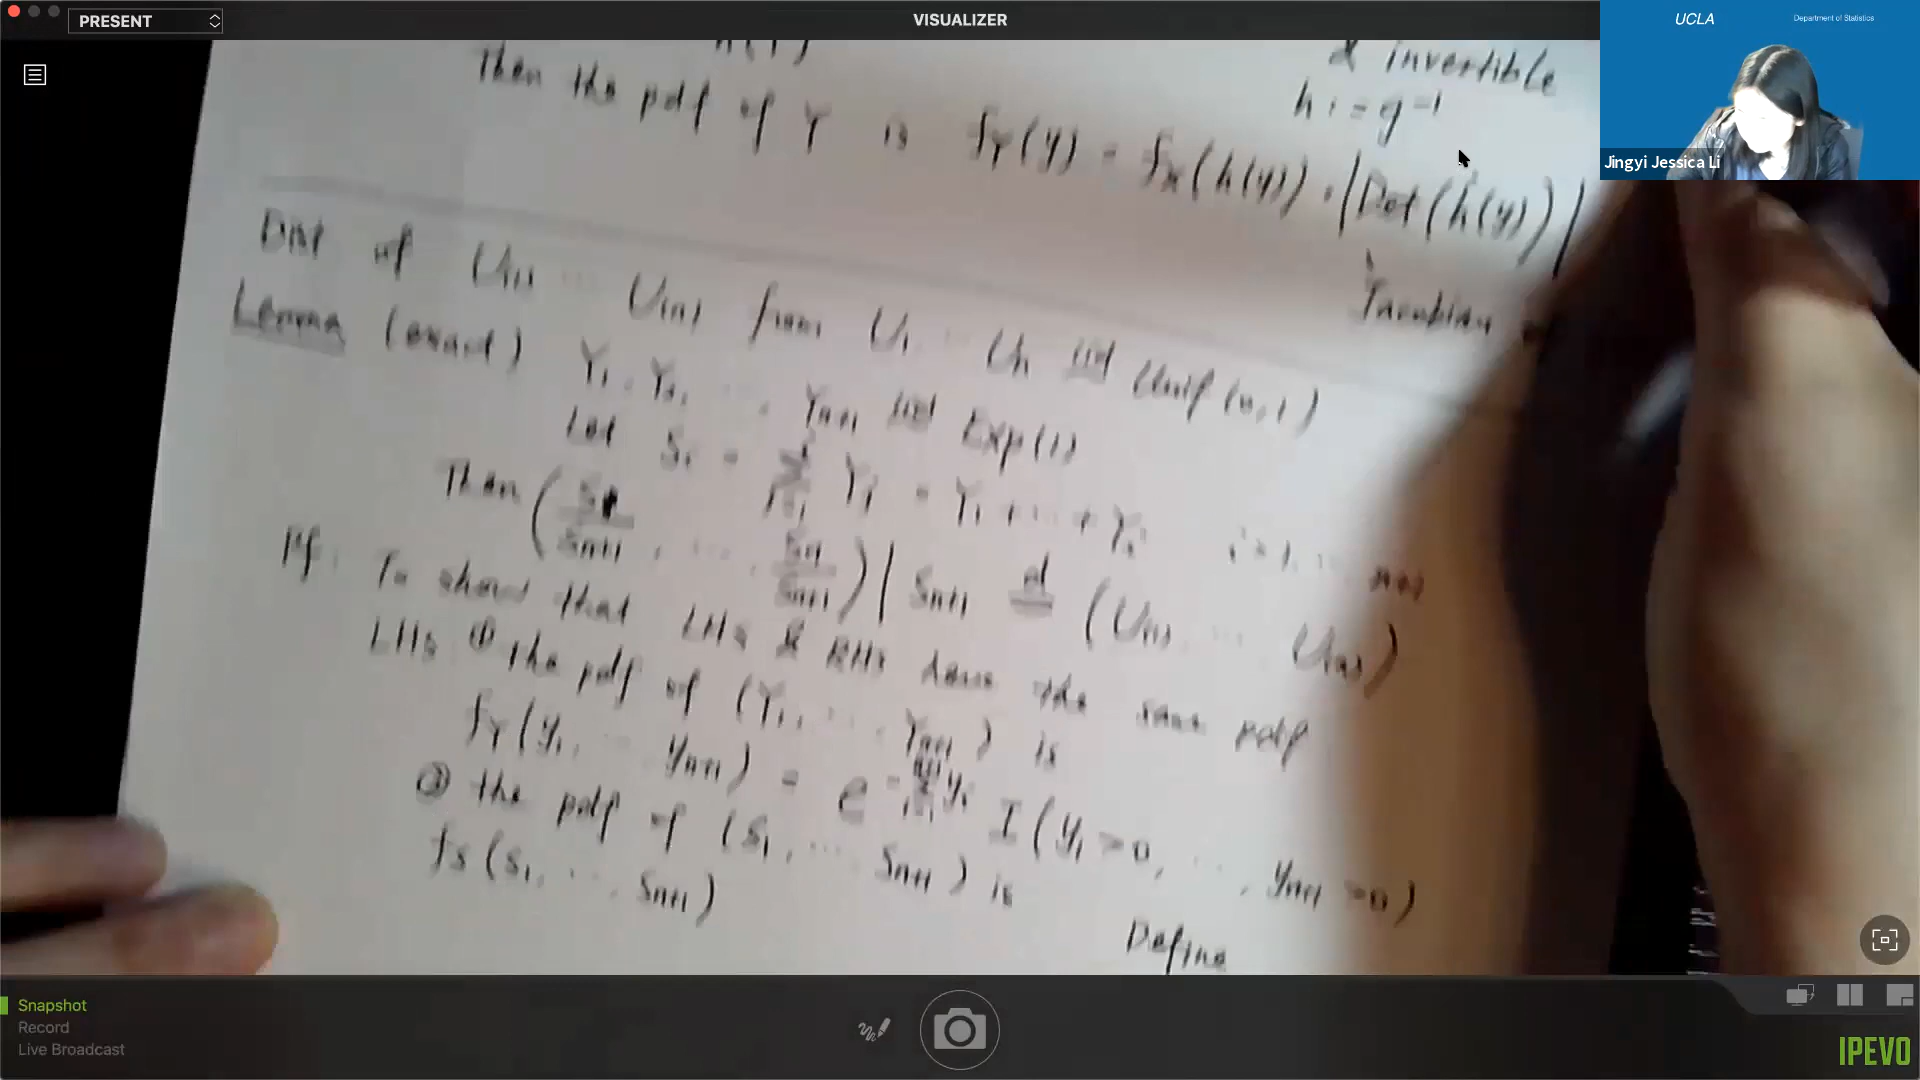 PRESENT
VISUALIZER
UCLA
Department of Statistics
Jingyi Jessica Li
& invertible
h := g⁻¹
Then the pdf of Y is f_Y(y) = f_X(h(y)) · |Det(h(y))|
Jacobian
Dist of U₍₁₎ ... U₍ₙ₎ from U₁ ... Uₙ iid Unif(0,1)
Lemma (exact) Y₁, Y₂, ..., Yₙ₊₁ iid Exp(1)
Let Sᵢ = Σ Yⱼ = Y₁ + ... + Yᵢ i = 1, ... n+1
Then (S₁/Sₙ₊₁, ..., Sₙ/Sₙ₊₁) | Sₙ₊₁ d= (U₍₁₎ ... U₍ₙ₎)
Pf: To show that LHS & RHS have the same pdf
LHS ① the pdf of (Y₁, ... Yₙ₊₁) is
f_Y(y₁, ... yₙ₊₁) = e^(-Σyᵢ) I(y₁>0, ..., yₙ₊₁>0)
② the pdf of (S₁, ... Sₙ₊₁) is
f_S(s₁, ..., sₙ₊₁)
Define
Snapshot
Record
Live Broadcast
IPEVO